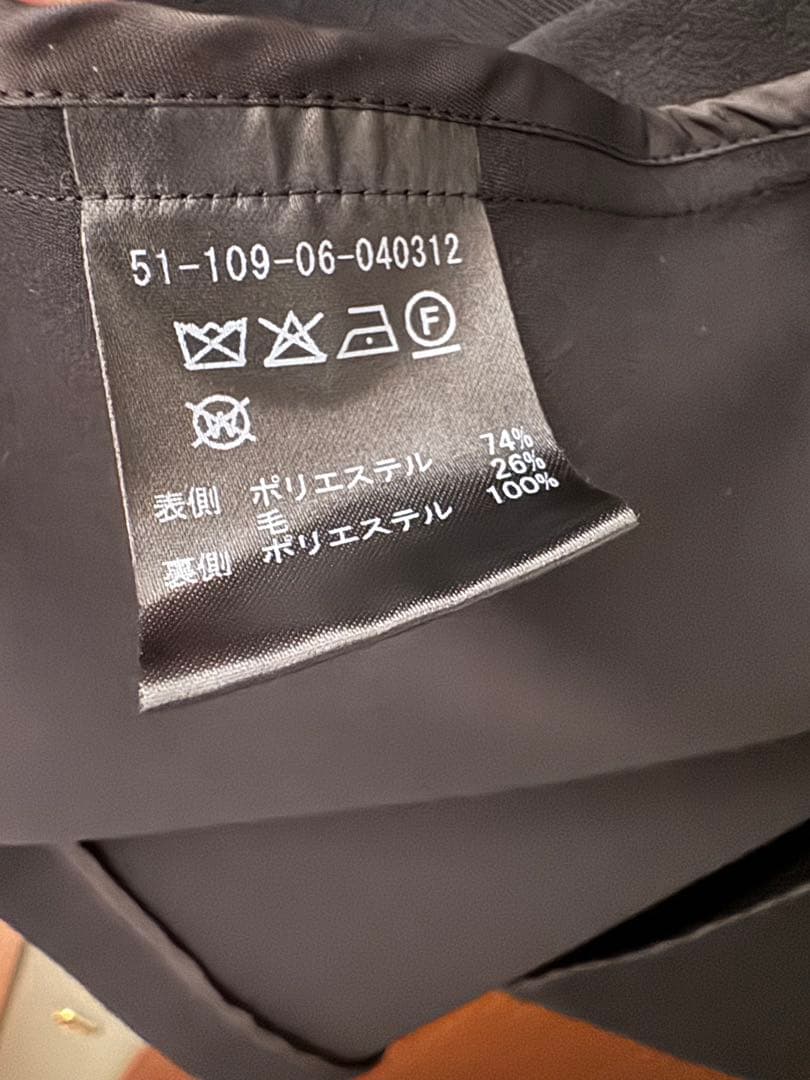 51-109-06-040312
F
W
表側 ポリエステル 74%
毛 26%
裏側 ポリエステル 100%